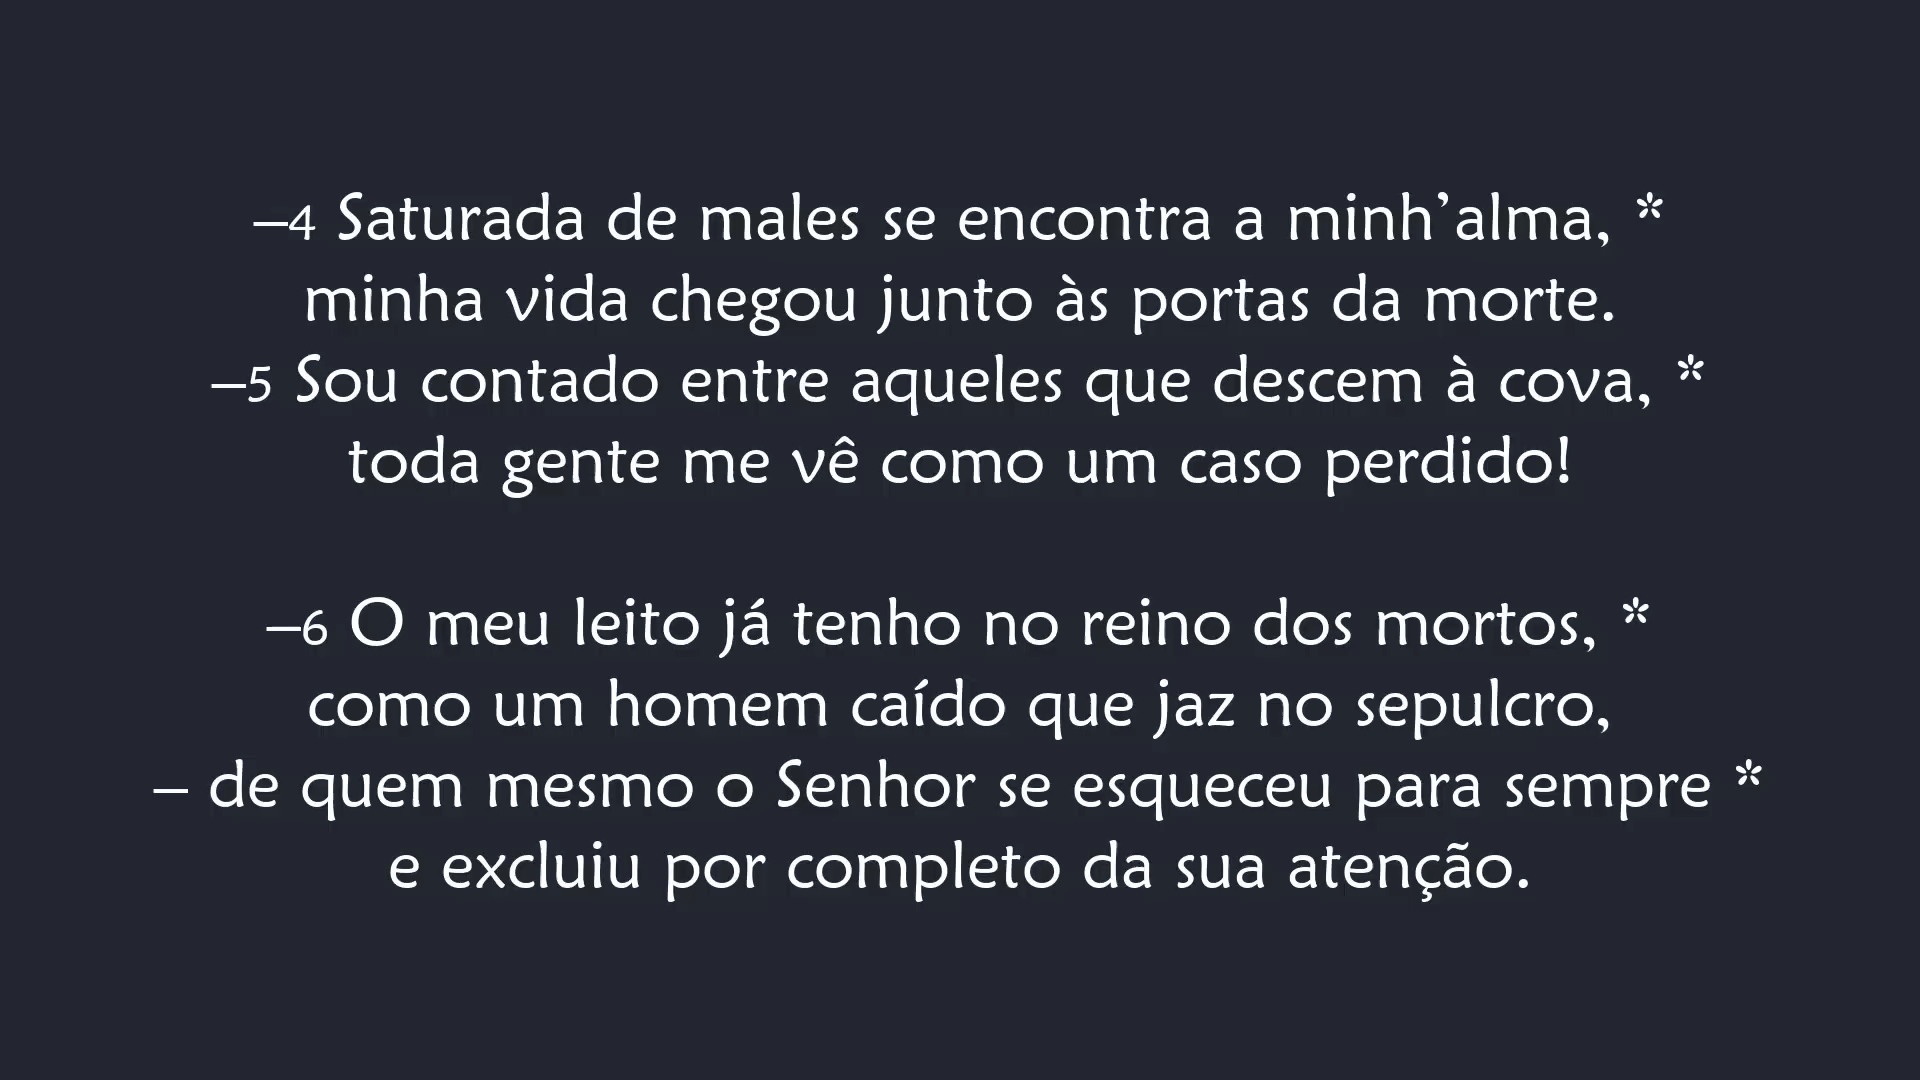 –4 Saturada de males se encontra a minh’alma, *
minha vida chegou junto às portas da morte.
–5 Sou contado entre aqueles que descem à cova, *
toda gente me vê como um caso perdido!
–6 O meu leito já tenho no reino dos mortos, *
como um homem caído que jaz no sepulcro,
– de quem mesmo o Senhor se esqueceu para sempre *
e excluiu por completo da sua atenção.